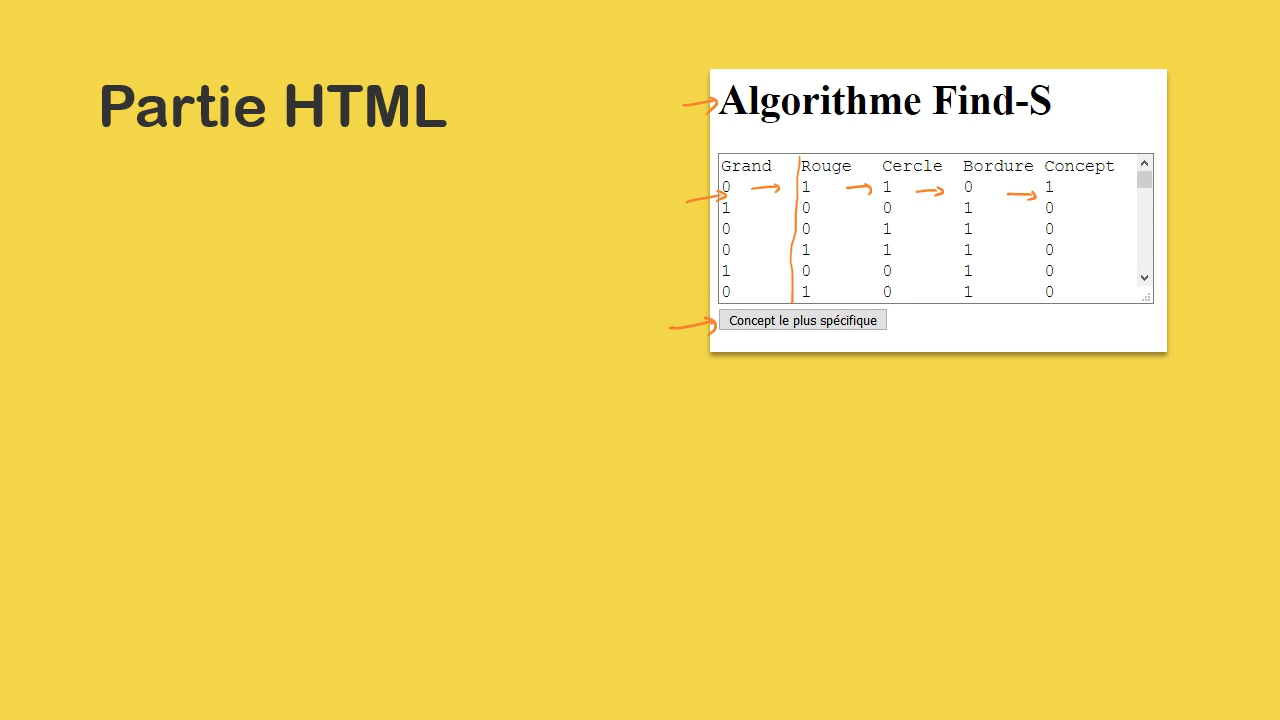 Partie HTML
Algorithme Find-S
Grand Rouge Cercle Bordure Concept
0 1 1 0 1
1 0 0 1 0
0 0 1 1 0
0 1 1 1 0
1 0 0 1 0
0 1 0 1 0
Concept le plus spécifique